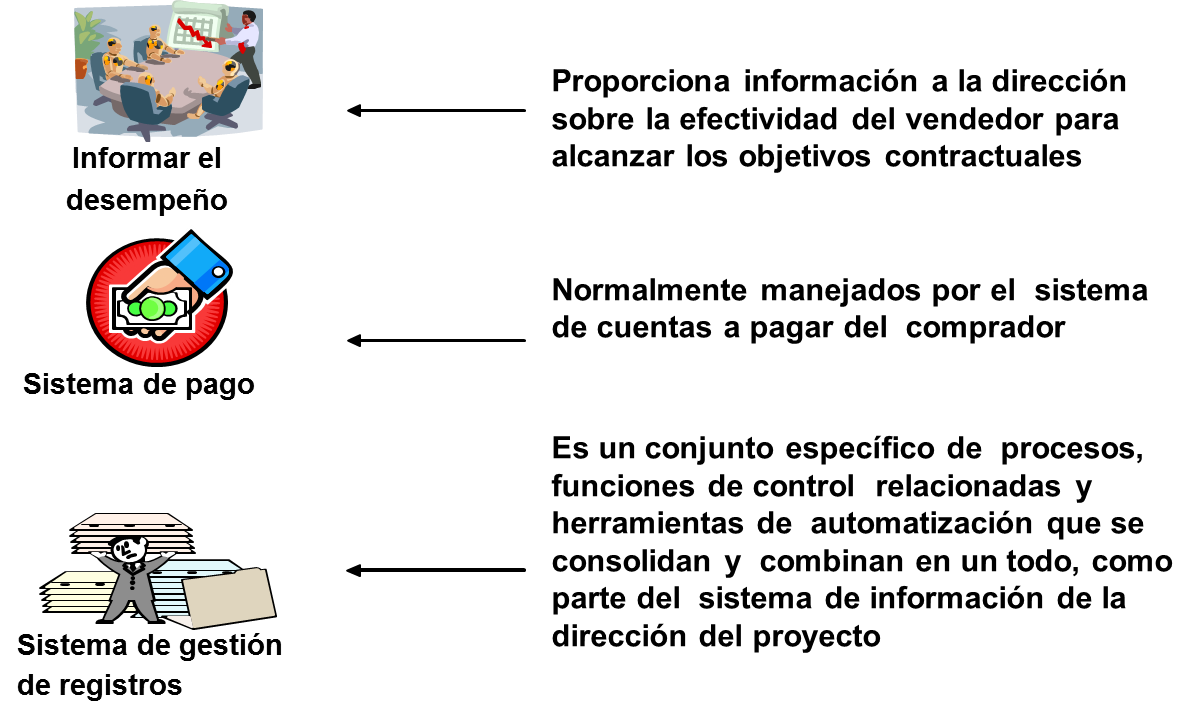 Informar el
desempeño
Proporciona información a la dirección
sobre la efectividad del vendedor para
alcanzar los objetivos contractuales
Sistema de pago
Normalmente manejados por el sistema
de cuentas a pagar del comprador
Sistema de gestión
de registros
Es un conjunto específico de procesos,
funciones de control relacionadas y
herramientas de automatización que se
consolidan y combinan en un todo, como
parte del sistema de información de la
dirección del proyecto